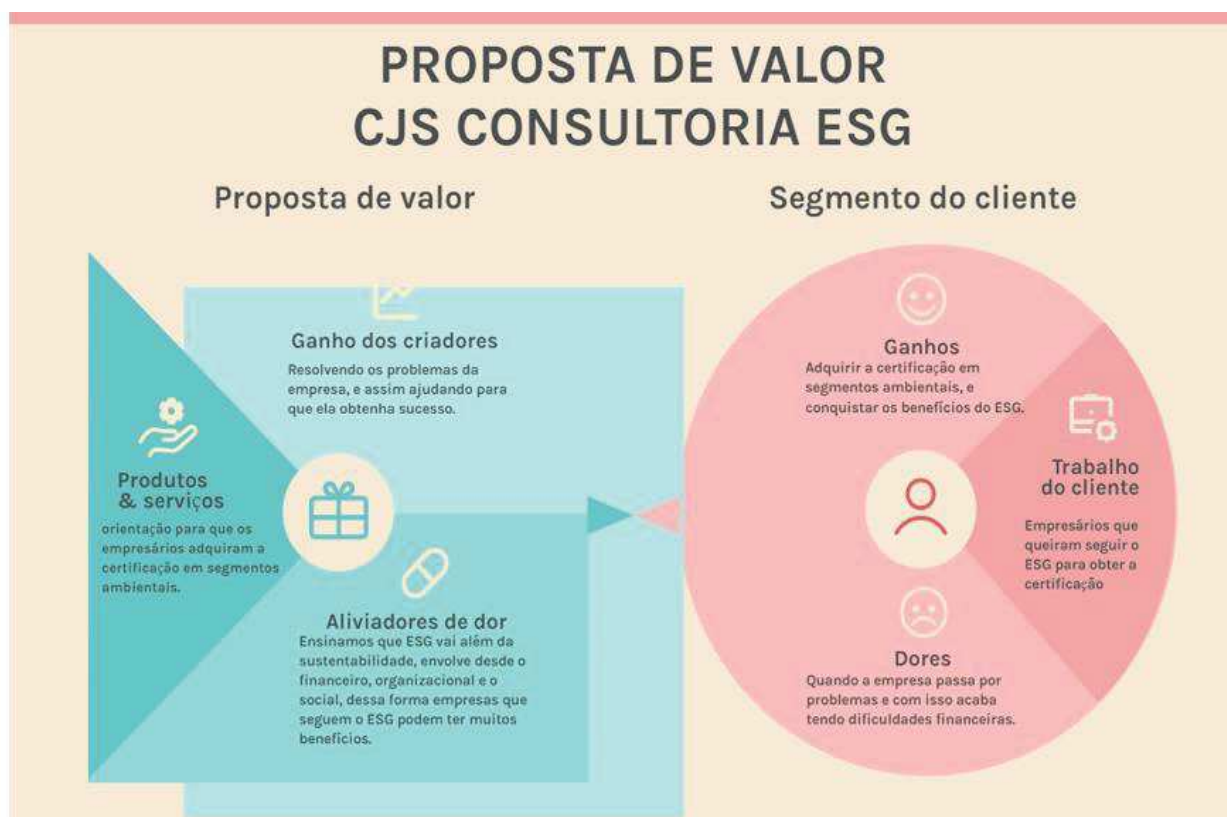 PROPOSTA DE VALOR
CJS CONSULTORIA ESG
Proposta de valor
Ganho dos criadores
Resolvendo os problemas da
empresa, e assim ajudando para
que ela obtenha sucesso.
Produtos
& serviços
orientação para que os
empresários adquiram a
certificação em segmentos
ambientais.
Aliviadores de dor
Ensinamos que ESG vai além da
sustentabilidade, envolve desde o
financeiro, organizacional e o
social, dessa forma empresas que
seguem o ESG podem ter muitos
benefícios.
Segmento do cliente
Ganhos
Adquirir a certificação em
segmentos ambientais, e
conquistar os benefícios do ESG.
Trabalho
do cliente
Empresários que
queiram seguir o
ESG para obter a
certificação
Dores
Quando a empresa passa por
problemas e com isso acaba
tendo dificuldades financeiras.